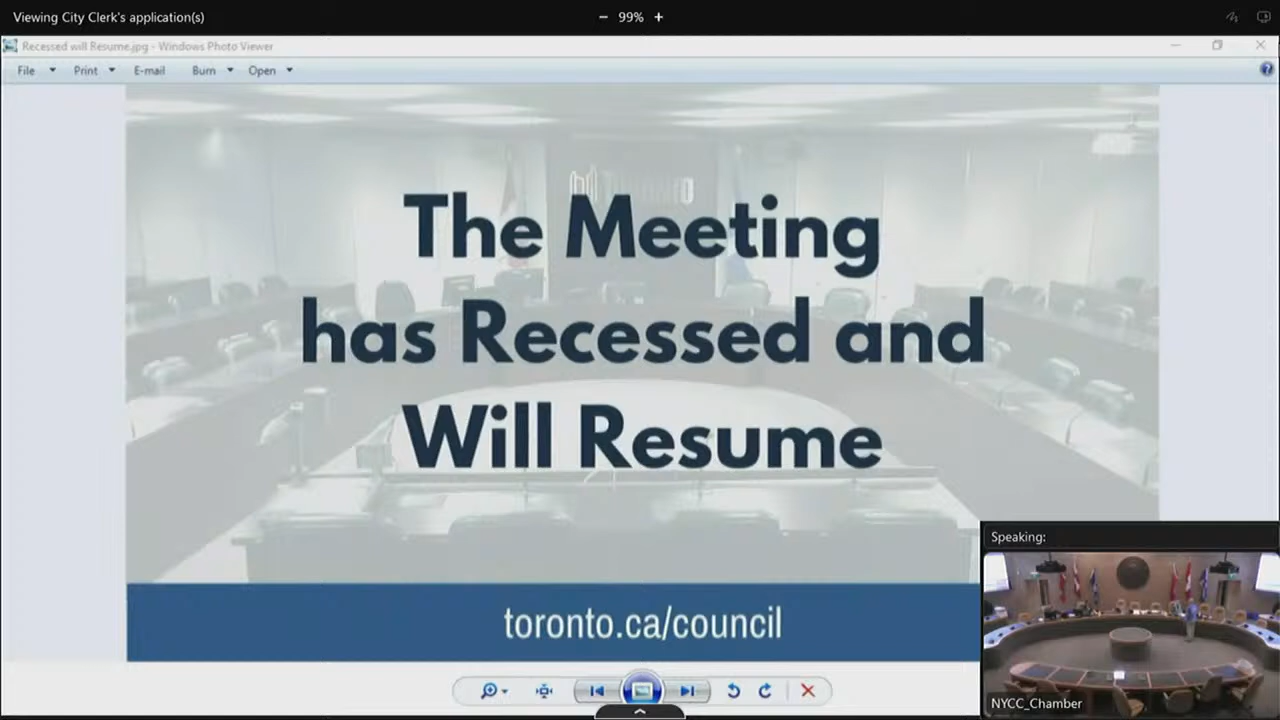 Viewing City Clerk's application(s)
− 99% +
Recessed will Resume.jpg - Windows Photo Viewer
File Print E-mail Burn Open
TORONTO
The Meeting
has Recessed and
Will Resume
toronto.ca/council
Speaking:
NYCC_Chamber